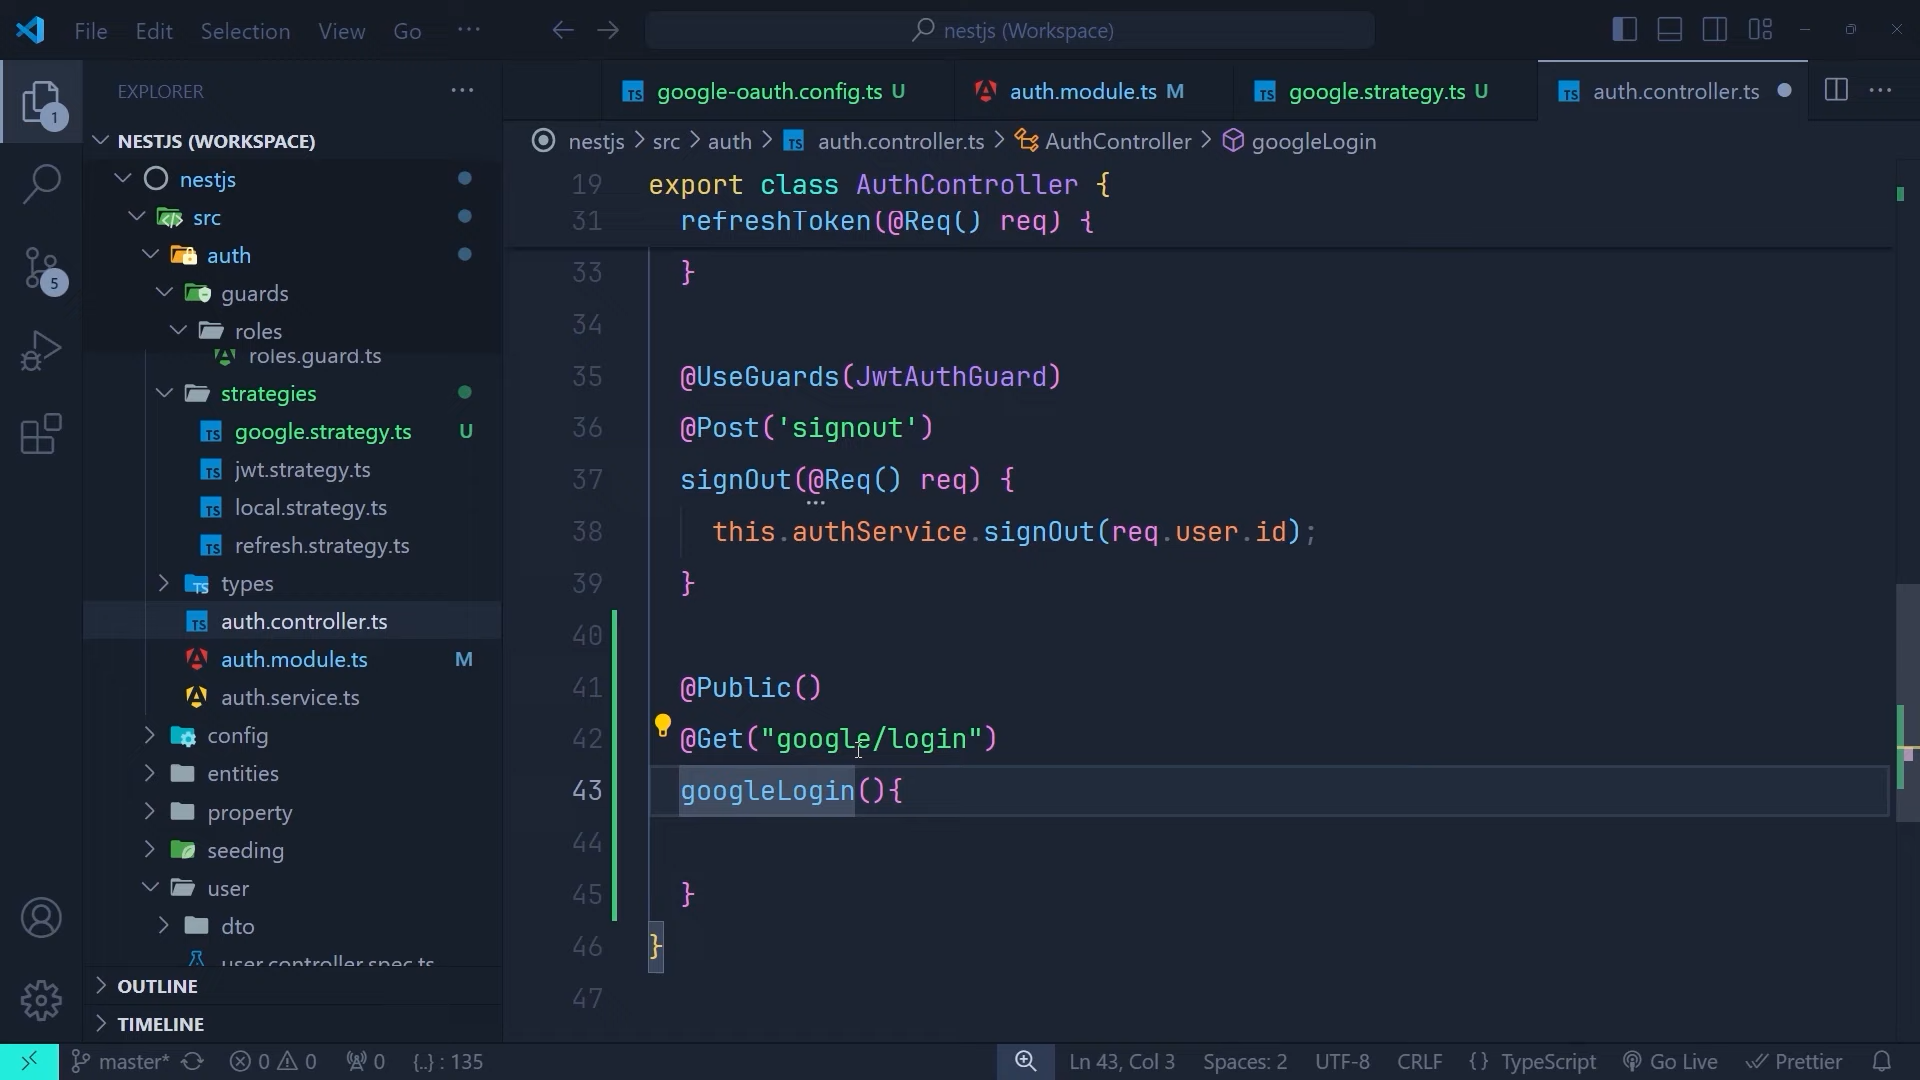 File Edit Selection View Go ···
nestjs (Workspace)
EXPLORER
1
5
NESTJS (WORKSPACE)
nestjs
src
auth
guards
roles
roles.guard.ts
strategies
google.strategy.ts U
jwt.strategy.ts
local.strategy.ts
refresh.strategy.ts
types
auth.controller.ts
auth.module.ts M
auth.service.ts
config
entities
property
seeding
user
dto
user.controller.spec.ts
OUTLINE
TIMELINE
google-oauth.config.ts U auth.module.ts M google.strategy.ts U auth.controller.ts
nestjs > src > auth > auth.controller.ts > AuthController > googleLogin
19 export class AuthController {
31 refreshToken(@Req() req) {
33 }
34
35 @UseGuards(JwtAuthGuard)
36 @Post('signout')
37 signOut(@Req() req) {
38 this.authService.signOut(req.user.id);
39 }
40
41 @Public()
42 @Get("google/login")
43 googleLogin(){
44
45 }
46 }
47
master* 0 0 0 {..} : 135 Ln 43, Col 3 Spaces: 2 UTF-8 CRLF {} TypeScript Go Live Prettier